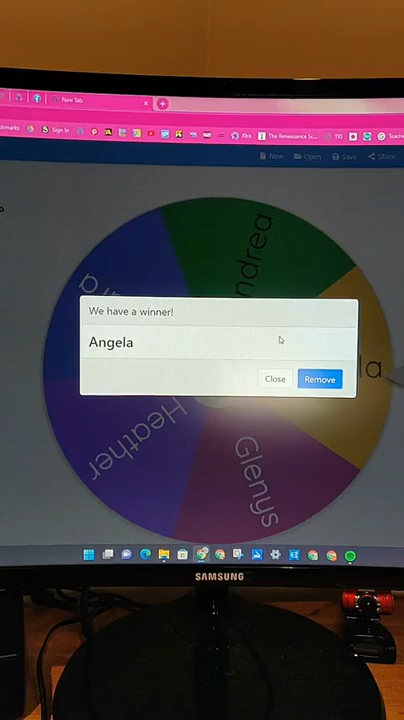 New Tab
Sign In
The Renaissance Sc...
New Open Save Share
ndrea
We have a winner!
Angela
Close Remove
la
Heather
Glenys
SAMSUNG